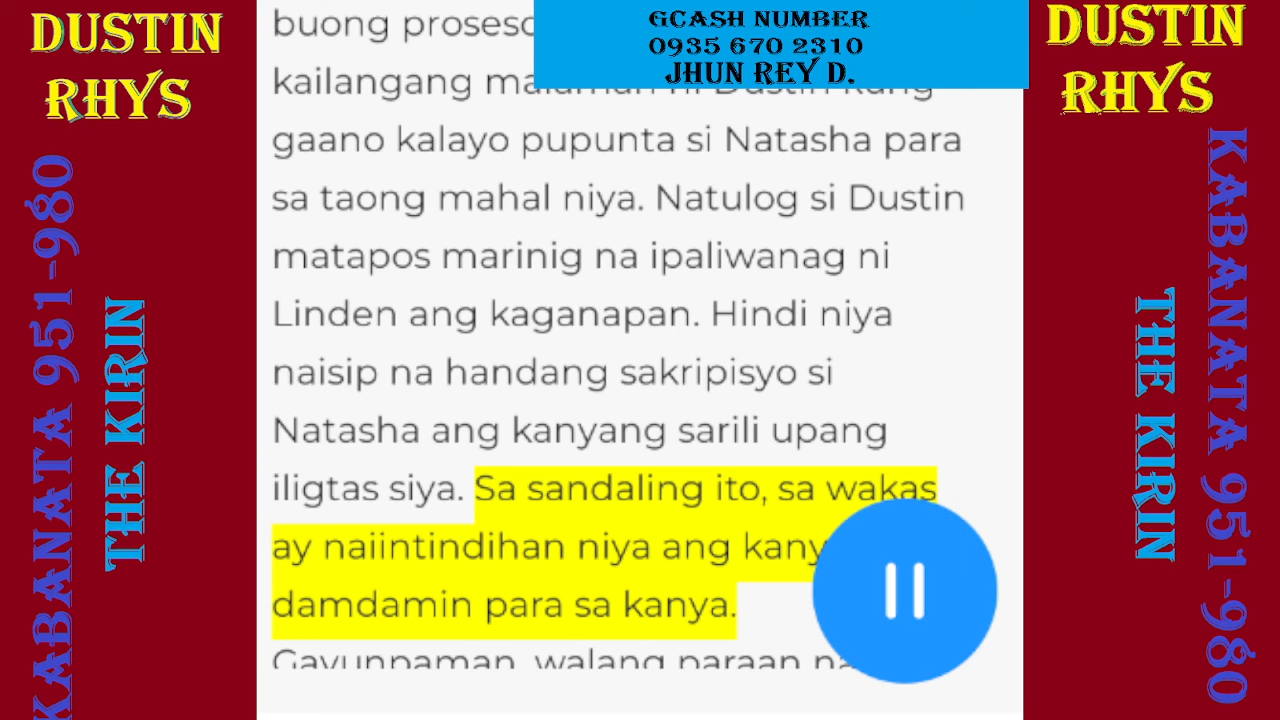 DUSTIN
RHYS
KABANATA 951-980
THE KIRIN
GCASH NUMBER
0935 670 2310
JHUN REY D.
buong
kailangang
gaano kalayo pupunta si Natasha para
sa taong mahal niya. Natulog si Dustin
matapos marinig na ipaliwanag ni
Linden ang kaganapan. Hindi niya
naisip na handang sakripisyo si
Natasha ang kanyang sarili upang
iligtas siya. Sa sandaling ito, sa wakas
ay naiintindihan niya ang
damdamin para sa kanya.
Gayunpaman, walang paraan
DUSTIN
RHYS
KABANATA 951-980
THE KIRIN